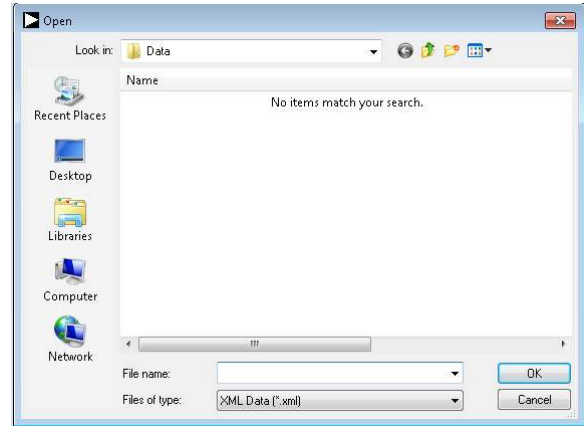 Open
Look in: Data
Name
No items match your search.
Recent Places
Desktop
Libraries
Computer
Network
File name:
OK
Files of type: XML Data (*.xml)
Cancel